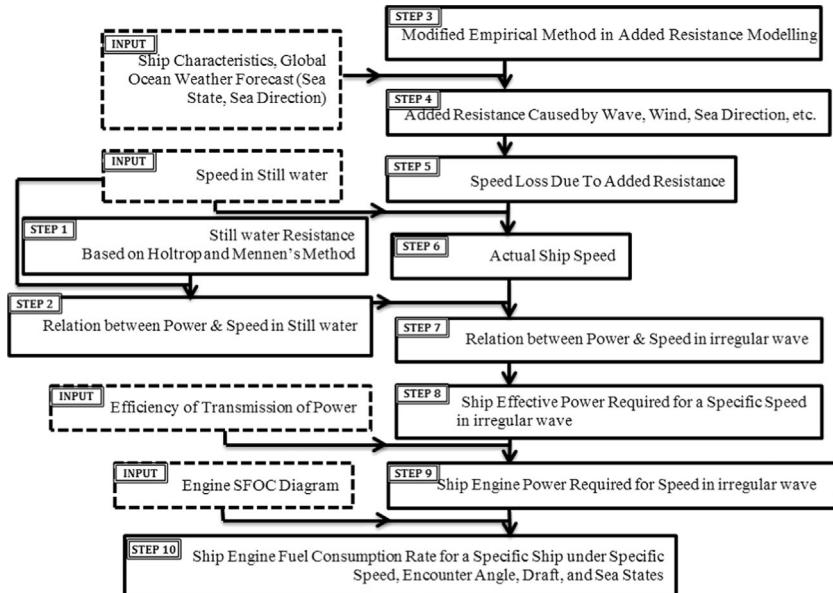 STEP 3
Modified Empirical Method in Added Resistance Modelling
INPUT
Ship Characteristics, Global
Ocean Weather Forecast (Sea
State, Sea Direction)
STEP 4
Added Resistance Caused by Wave, Wind, Sea Direction, etc.
INPUT
Speed in Still water
STEP 5
Speed Loss Due To Added Resistance
STEP 1
Still water Resistance
Based on Holtrop and Mennen's Method
STEP 6
Actual Ship Speed
STEP 2
Relation between Power & Speed in Still water
STEP 7
Relation between Power & Speed in irregular wave
INPUT
Efficiency of Transmission of Power
STEP 8
Ship Effective Power Required for a Specific Speed
in irregular wave
INPUT
Engine SFOC Diagram
STEP 9
Ship Engine Power Required for Speed in irregular wave
STEP 10
Ship Engine Fuel Consumption Rate for a Specific Ship under Specific
Speed, Encounter Angle, Draft, and Sea States